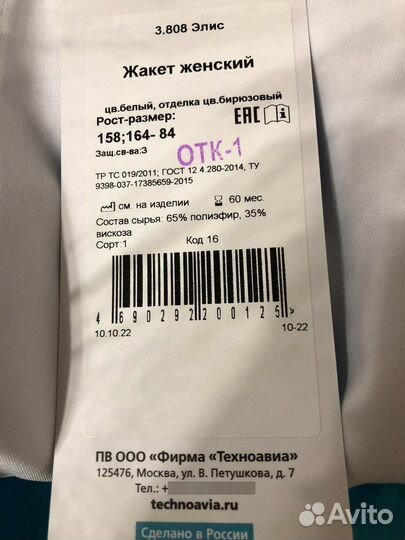 3.808 Элис
Жакет женский
цв.белый, отделка цв.бирюзовый
Рост-размер:
EAC
158;164- 84
Защ.св-ва:З
ОТК-1
ТР ТС 019/2011; ГОСТ 12.4.280-2014, ТУ
9398-037-17385659-2015
см. на изделии
60 мес.
Состав сырья: 65% полиэфир, 35%
вискоза
Сорт:1 Код 16
4 690292 200125 >
10.10.22 10-22
ПВ ООО «Фирма «Техноавиа»
125476, Москва, ул. В. Петушкова, д. 7
Тел.: +
technoavia.ru
Сделано в России
Avito